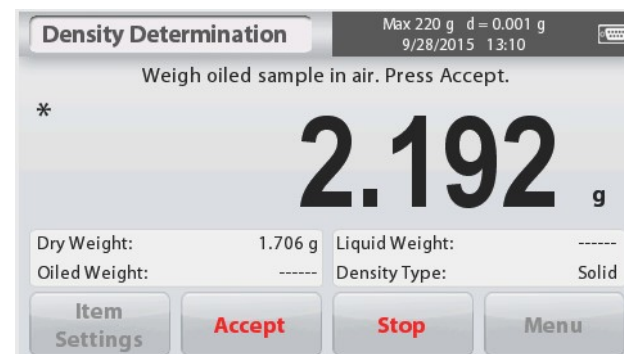 Density Determination
Max 220 g d = 0.001 g
9/28/2015 13:10
Weigh oiled sample in air. Press Accept.
*
2.192 g
Dry Weight: 1.706 g Liquid Weight: ------
Oiled Weight: ------ Density Type: Solid
Item
Settings
Accept
Stop
Menu